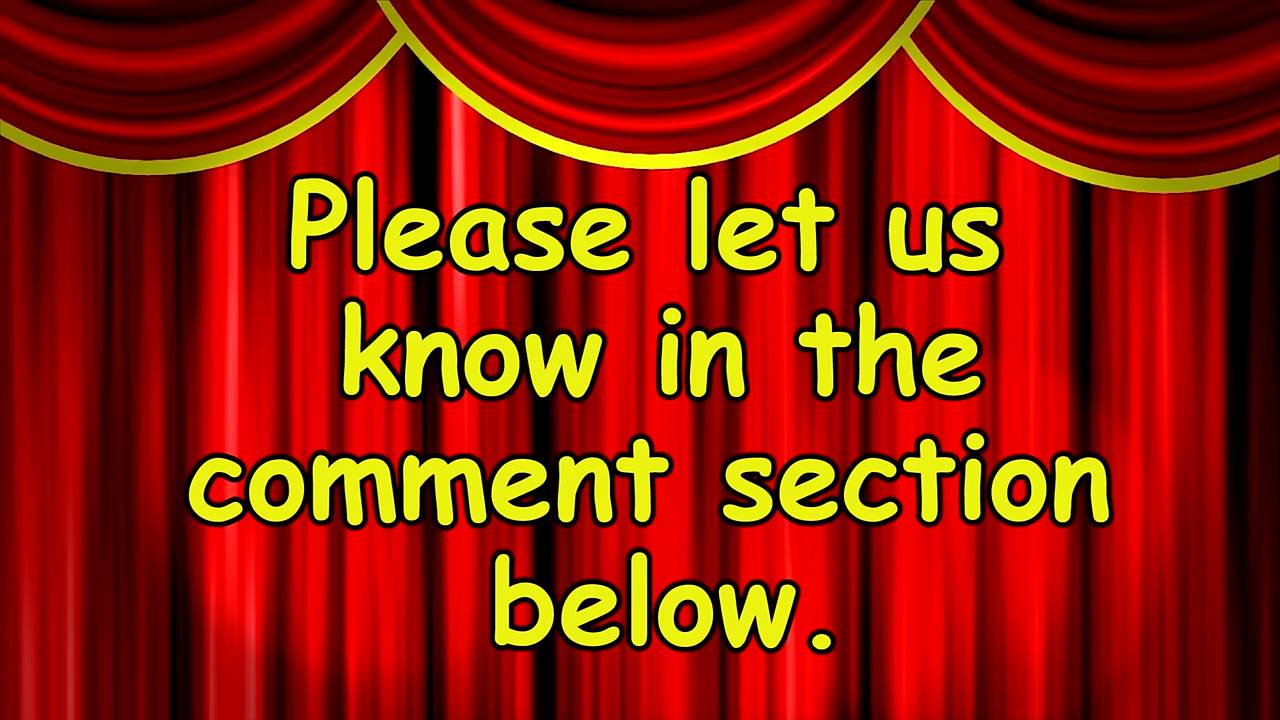 Please let us
know in the
comment section
below.